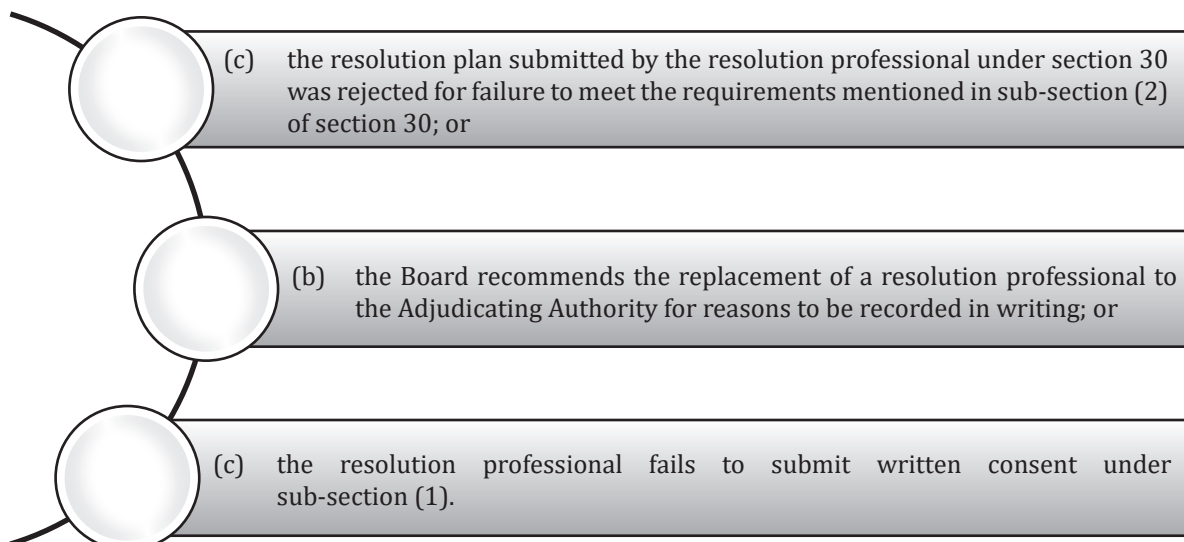 (c) the resolution plan submitted by the resolution professional under section 30
was rejected for failure to meet the requirements mentioned in sub-section (2)
of section 30; or
(b) the Board recommends the replacement of a resolution professional to
the Adjudicating Authority for reasons to be recorded in writing; or
(c) the resolution professional fails to submit written consent under
sub-section (1).